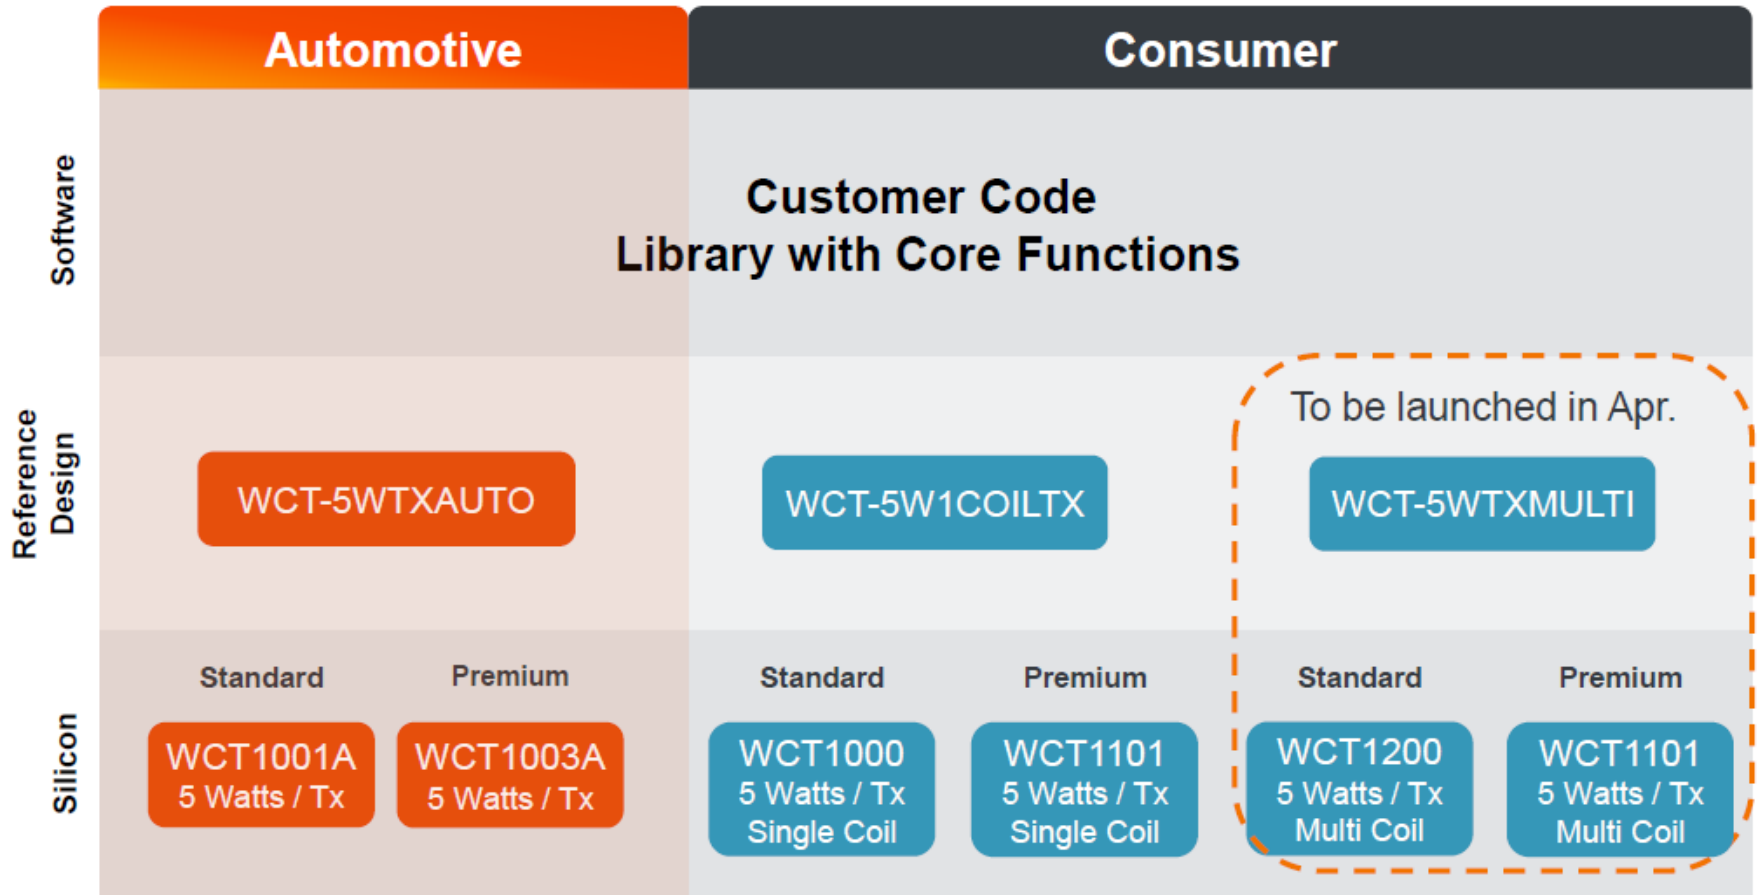 Automotive
Consumer
Software
Customer Code
Library with Core Functions
Reference
Design
To be launched in Apr.
WCT-5WTXAUTO
WCT-5W1COILTX
WCT-5WTXMULTI
Silicon
Standard
Premium
Standard
Premium
Standard
Premium
WCT1001A
5 Watts / Tx
WCT1003A
5 Watts / Tx
WCT1000
5 Watts / Tx
Single Coil
WCT1101
5 Watts / Tx
Single Coil
WCT1200
5 Watts / Tx
Multi Coil
WCT1101
5 Watts / Tx
Multi Coil